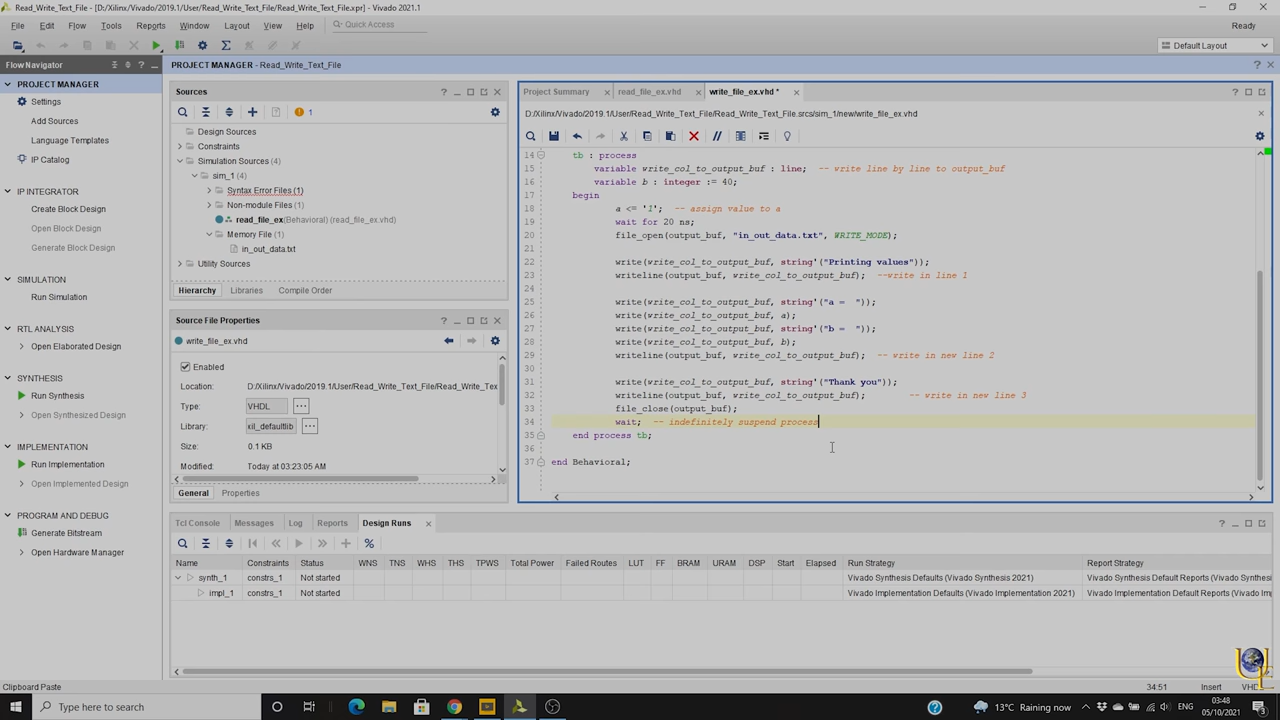 Read_Write_Text_File - [D:/Xilinx/Vivado/2019.1/User/Read_Write_Text_File/Read_Write_Text_File.xpr] - Vivado 2021.1
File Edit Flow Tools Reports Window Layout View Help Quick Access Ready
Default Layout
Flow Navigator
PROJECT MANAGER
Settings
Add Sources
Language Templates
IP Catalog
IP INTEGRATOR
Create Block Design
Open Block Design
Generate Block Design
SIMULATION
Run Simulation
RTL ANALYSIS
Open Elaborated Design
SYNTHESIS
Run Synthesis
Open Synthesized Design
IMPLEMENTATION
Run Implementation
Open Implemented Design
PROGRAM AND DEBUG
Generate Bitstream
Open Hardware Manager
PROJECT MANAGER - Read_Write_Text_File
Sources
1
Design Sources
Constraints
Simulation Sources (4)
sim_1 (4)
Syntax Error Files (1)
Non-module Files (1)
read_file_ex(Behavioral) (read_file_ex.vhd)
Memory File (1)
in_out_data.txt
Utility Sources
Hierarchy Libraries Compile Order
Source File Properties
write_file_ex.vhd
Enabled
Location: D:/Xilinx/Vivado/2019.1/User/Read_Write_Text_File/Read_Write_Tex
Type: VHDL
Library: xil_defaultlib
Size: 0.1 KB
Modified: Today at 03:23:05 AM
General Properties
Project Summary read_file_ex.vhd write_file_ex.vhd *
D:/Xilinx/Vivado/2019.1/User/Read_Write_Text_File/Read_Write_Text_File.srcs/sim_1/new/write_file_ex.vhd
14 tb : process
15 variable write_col_to_output_buf : line; -- write line by line to output_buf
16 variable b : integer := 40;
17 begin
18 a <= '1'; -- assign value to a
19 wait for 20 ns;
20 file_open(output_buf, "in_out_data.txt", WRITE_MODE);
21
22 write(write_col_to_output_buf, string'("Printing values"));
23 writeline(output_buf, write_col_to_output_buf); --write in line 1
24
25 write(write_col_to_output_buf, string'("a =  "));
26 write(write_col_to_output_buf, a);
27 write(write_col_to_output_buf, string'("b =  "));
28 write(write_col_to_output_buf, b);
29 writeline(output_buf, write_col_to_output_buf); -- write in new line 2
30
31 write(write_col_to_output_buf, string'("Thank you"));
32 writeline(output_buf, write_col_to_output_buf); -- write in new line 3
33 file_close(output_buf);
34 wait; -- indefinitely suspend process
35 end process tb;
36
37 end Behavioral;
Tcl Console Messages Log Reports Design Runs
Name Constraints Status WNS TNS WHS THS TPWS Total Power Failed Routes LUT FF BRAM URAM DSP Start Elapsed Run Strategy Report Strategy
synth_1 constrs_1 Not started Vivado Synthesis Defaults (Vivado Synthesis 2021) Vivado Synthesis Default Reports (Vivado Synthesis
impl_1 constrs_1 Not started Vivado Implementation Defaults (Vivado Implementation 2021) Vivado Implementation Default Reports (Vivado Im
Clipboard Paste 34:51 Insert VHDL
Type here to search 13°C Raining now 03:48
05/10/2021